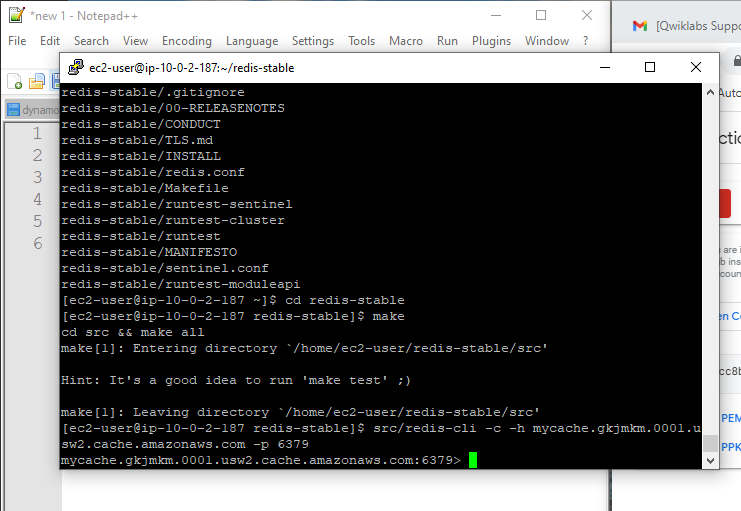 *new 1 - Notepad++
File Edit Search View Encoding Language Settings Tools Macro Run Plugins Window ?
[Qwiklabs Suppo
ec2-user@ip-10-0-2-187:~/redis-stable
dynamo
1
2
3
4
5
6
redis-stable/.gitignore
redis-stable/00-RELEASENOTES
redis-stable/CONDUCT
redis-stable/TLS.md
redis-stable/INSTALL
redis-stable/redis.conf
redis-stable/Makefile
redis-stable/runtest-sentinel
redis-stable/runtest-cluster
redis-stable/runtest
redis-stable/MANIFESTO
redis-stable/sentinel.conf
redis-stable/runtest-moduleapi
[ec2-user@ip-10-0-2-187 ~]$ cd redis-stable
[ec2-user@ip-10-0-2-187 redis-stable]$ make
cd src && make all
make[1]: Entering directory `/home/ec2-user/redis-stable/src'
Hint: It's a good idea to run 'make test' ;)
make[1]: Leaving directory `/home/ec2-user/redis-stable/src'
[ec2-user@ip-10-0-2-187 redis-stable]$ src/redis-cli -c -h mycache.gkjmkm.0001.u
sw2.cache.amazonaws.com -p 6379
mycache.gkjmkm.0001.usw2.cache.amazonaws.com:6379>
Auto
ctio
are i
b ins
coun
en Co
cc8b
PEM
PPK